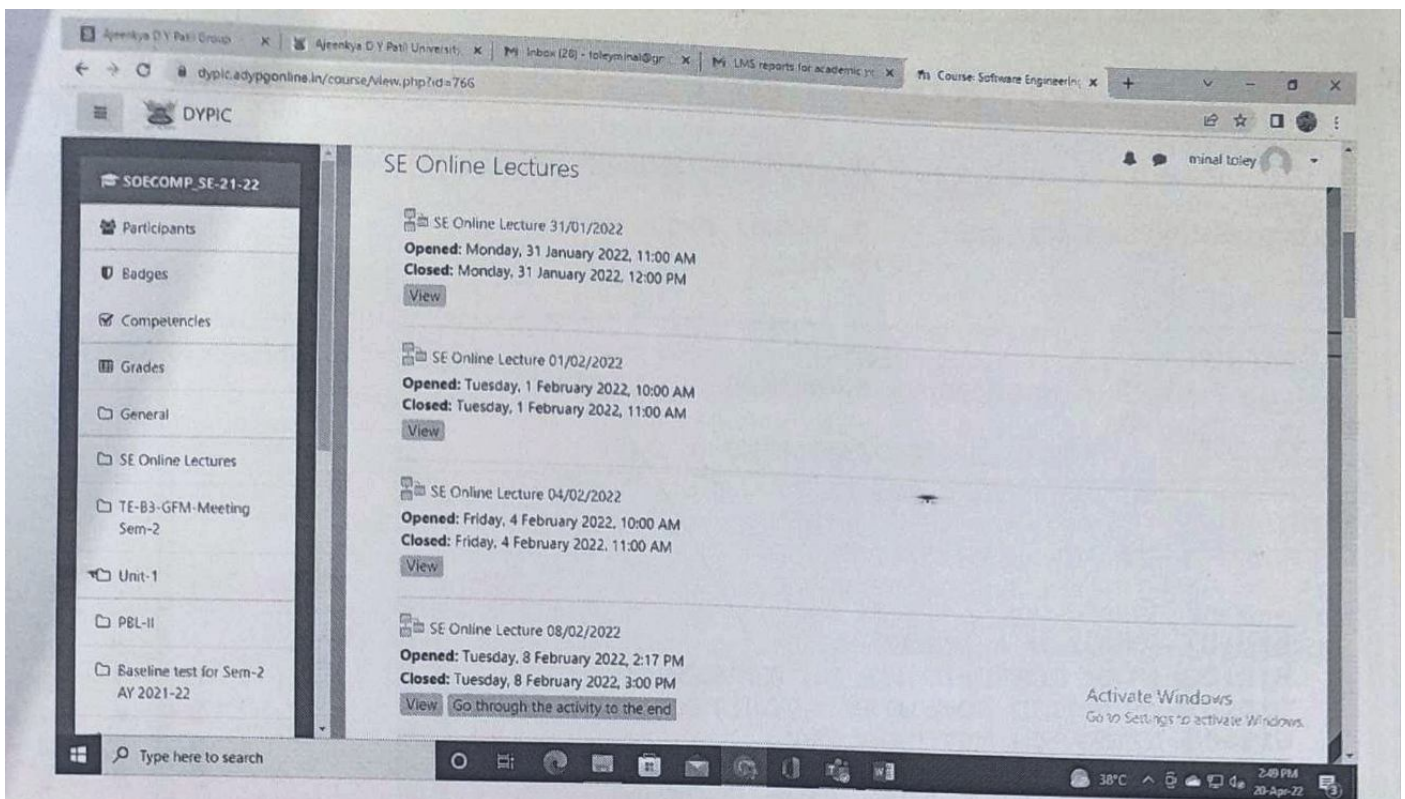 Ajeenkya D Y Patil Group
Ajeenkya D Y Patil University
Inbox (28) - toleyminal@gr
LMS reports for academic ye
Course: Software Engineering
dypic.adypgonline.in/course/view.php?id=766
DYPIC
minal toley
SOECOMP_SE-21-22
Participants
Badges
Competencies
Grades
General
SE Online Lectures
TE-B3-GFM-Meeting
Sem-2
Unit-1
PBL-II
Baseline test for Sem-2
AY 2021-22
SE Online Lectures
SE Online Lecture 31/01/2022
Opened: Monday, 31 January 2022, 11:00 AM
Closed: Monday, 31 January 2022, 12:00 PM
View
SE Online Lecture 01/02/2022
Opened: Tuesday, 1 February 2022, 10:00 AM
Closed: Tuesday, 1 February 2022, 11:00 AM
View
SE Online Lecture 04/02/2022
Opened: Friday, 4 February 2022, 10:00 AM
Closed: Friday, 4 February 2022, 11:00 AM
View
SE Online Lecture 08/02/2022
Opened: Tuesday, 8 February 2022, 2:17 PM
Closed: Tuesday, 8 February 2022, 3:00 PM
View Go through the activity to the end
Activate Windows
Go to Settings to activate Windows.
Type here to search
38°C
2:49 PM
20-Apr-22
3